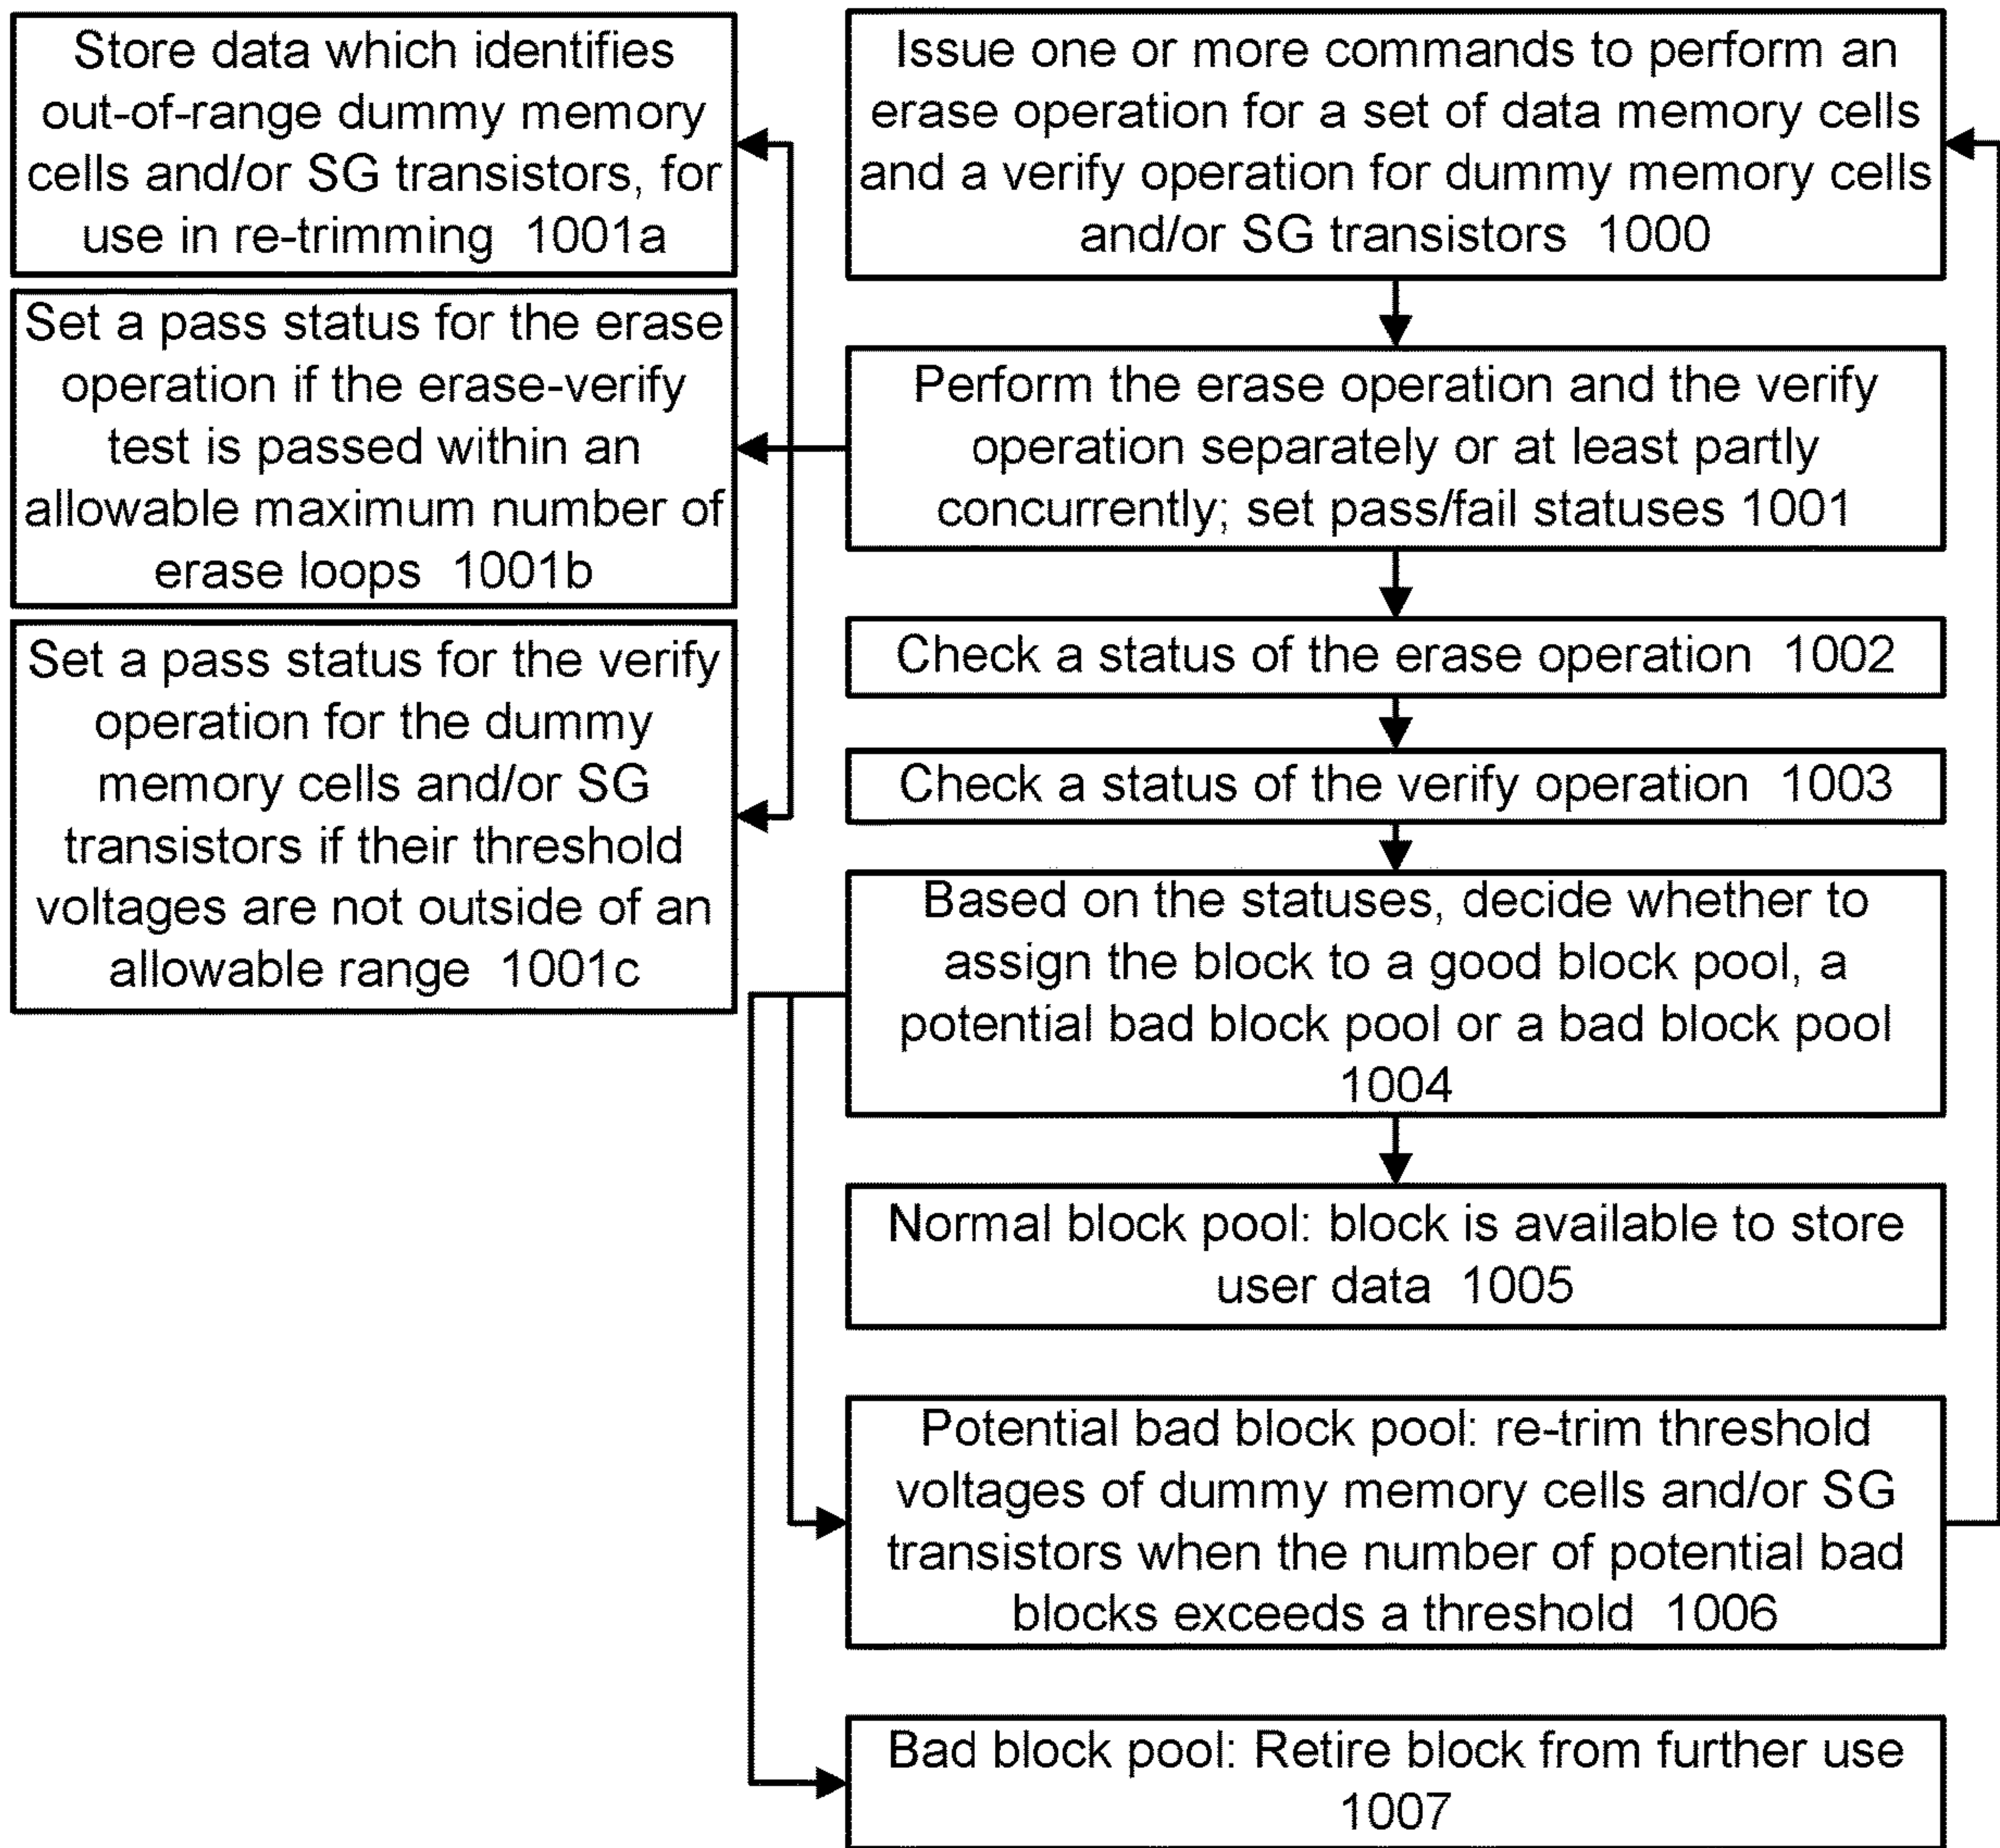 Store data which identifies
out-of-range dummy memory
cells and/or SG transistors, for
use in re-trimming 1001a
Set a pass status for the erase
operation if the erase-verify
test is passed within an
allowable maximum number of
erase loops 1001b
Set a pass status for the verify
operation for the dummy
memory cells and/or SG
transistors if their threshold
voltages are not outside of an
allowable range 1001c
Issue one or more commands to perform an
erase operation for a set of data memory cells
and a verify operation for dummy memory cells
and/or SG transistors 1000
Perform the erase operation and the verify
operation separately or at least partly
concurrently; set pass/fail statuses 1001
Check a status of the erase operation 1002
Check a status of the verify operation 1003
Based on the statuses, decide whether to
assign the block to a good block pool, a
potential bad block pool or a bad block pool
1004
Normal block pool: block is available to store
user data 1005
Potential bad block pool: re-trim threshold
voltages of dummy memory cells and/or SG
transistors when the number of potential bad
blocks exceeds a threshold 1006
Bad block pool: Retire block from further use
1007